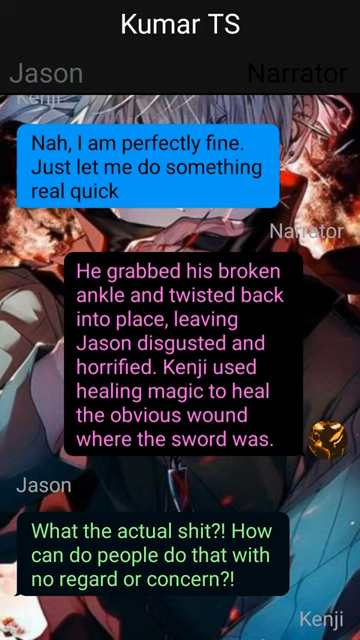 Kumar TS
Jason
Narrator
Kenji
Nah, I am perfectly fine.
Just let me do something
real quick
Narrator
He grabbed his broken
ankle and twisted back
into place, leaving
Jason disgusted and
horrified. Kenji used
healing magic to heal
the obvious wound
where the sword was.
Jason
What the actual shit?! How
can do people do that with
no regard or concern?!
Kenji